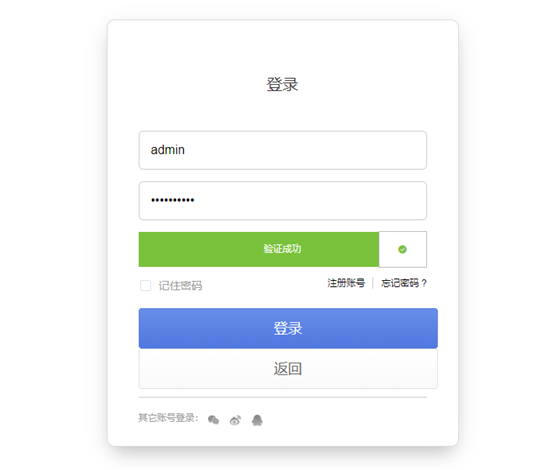 登录
admin
••••••••••
验证成功
记住密码 注册账号 | 忘记密码？
登录
返回
其它账号登录：